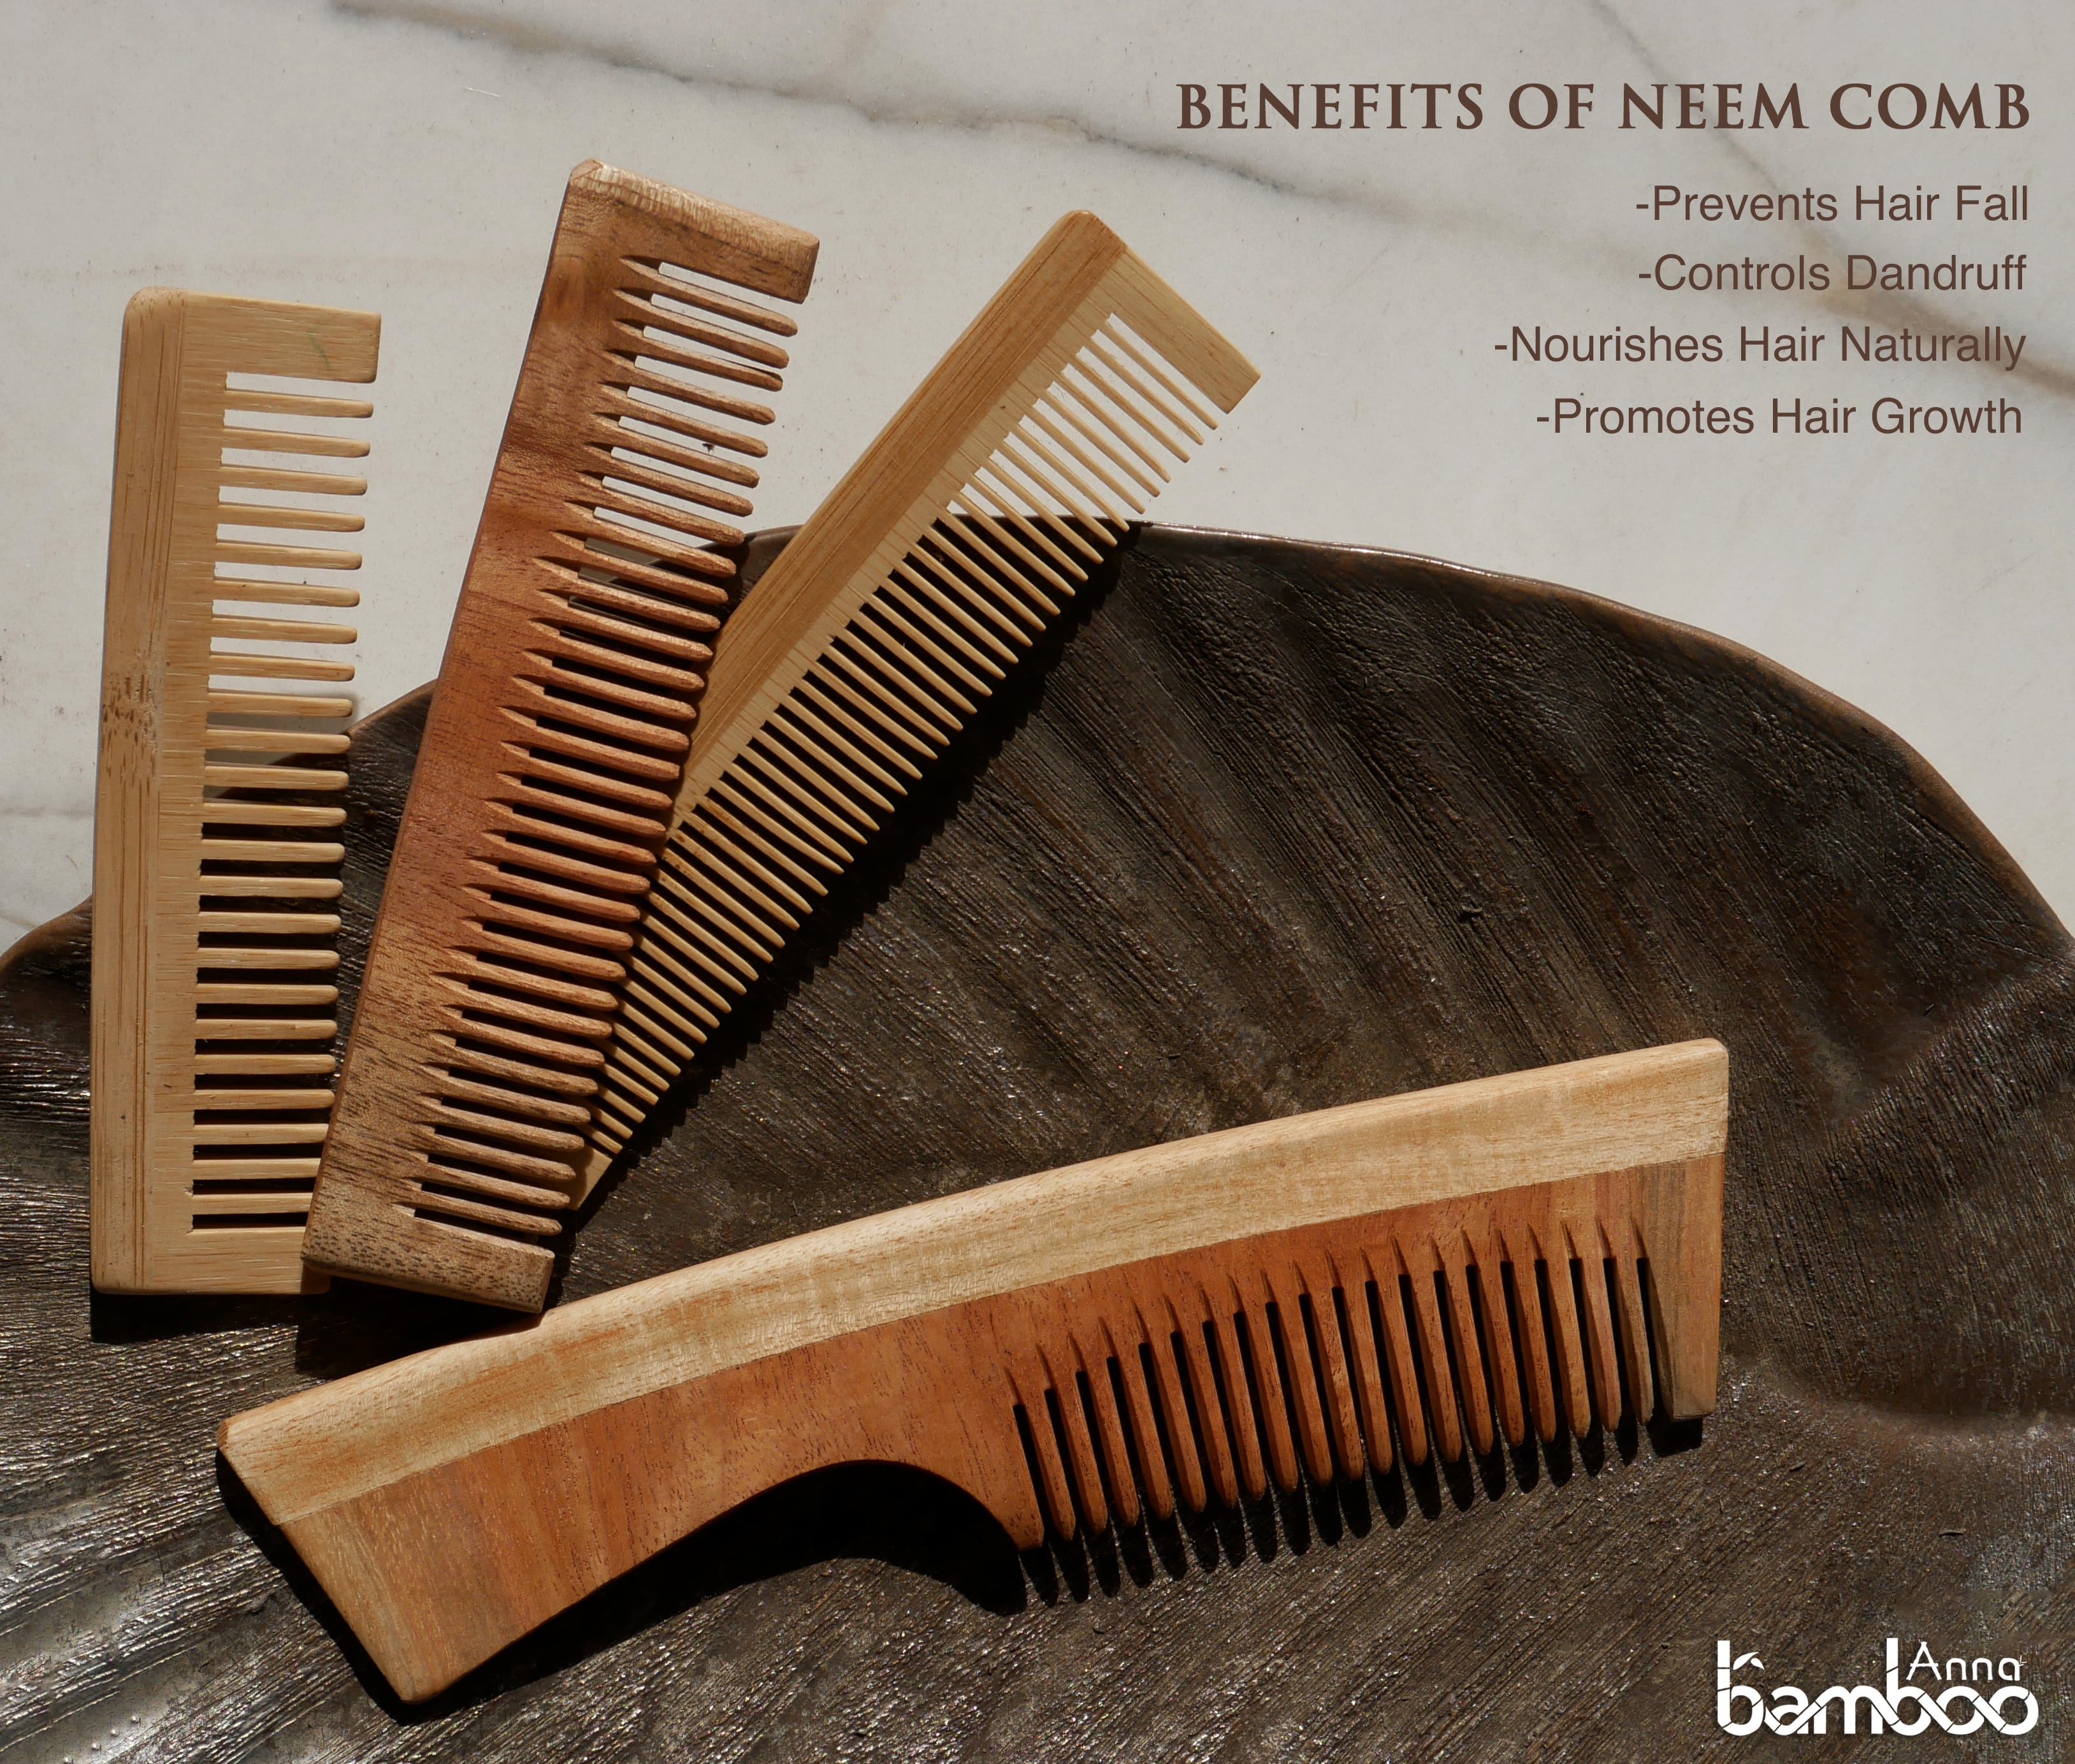 BENEFITS OF NEEM COMB
-Prevents Hair Fall
-Controls Dandruff
-Nourishes Hair Naturally
-Promotes Hair Growth
Anna
bamboo